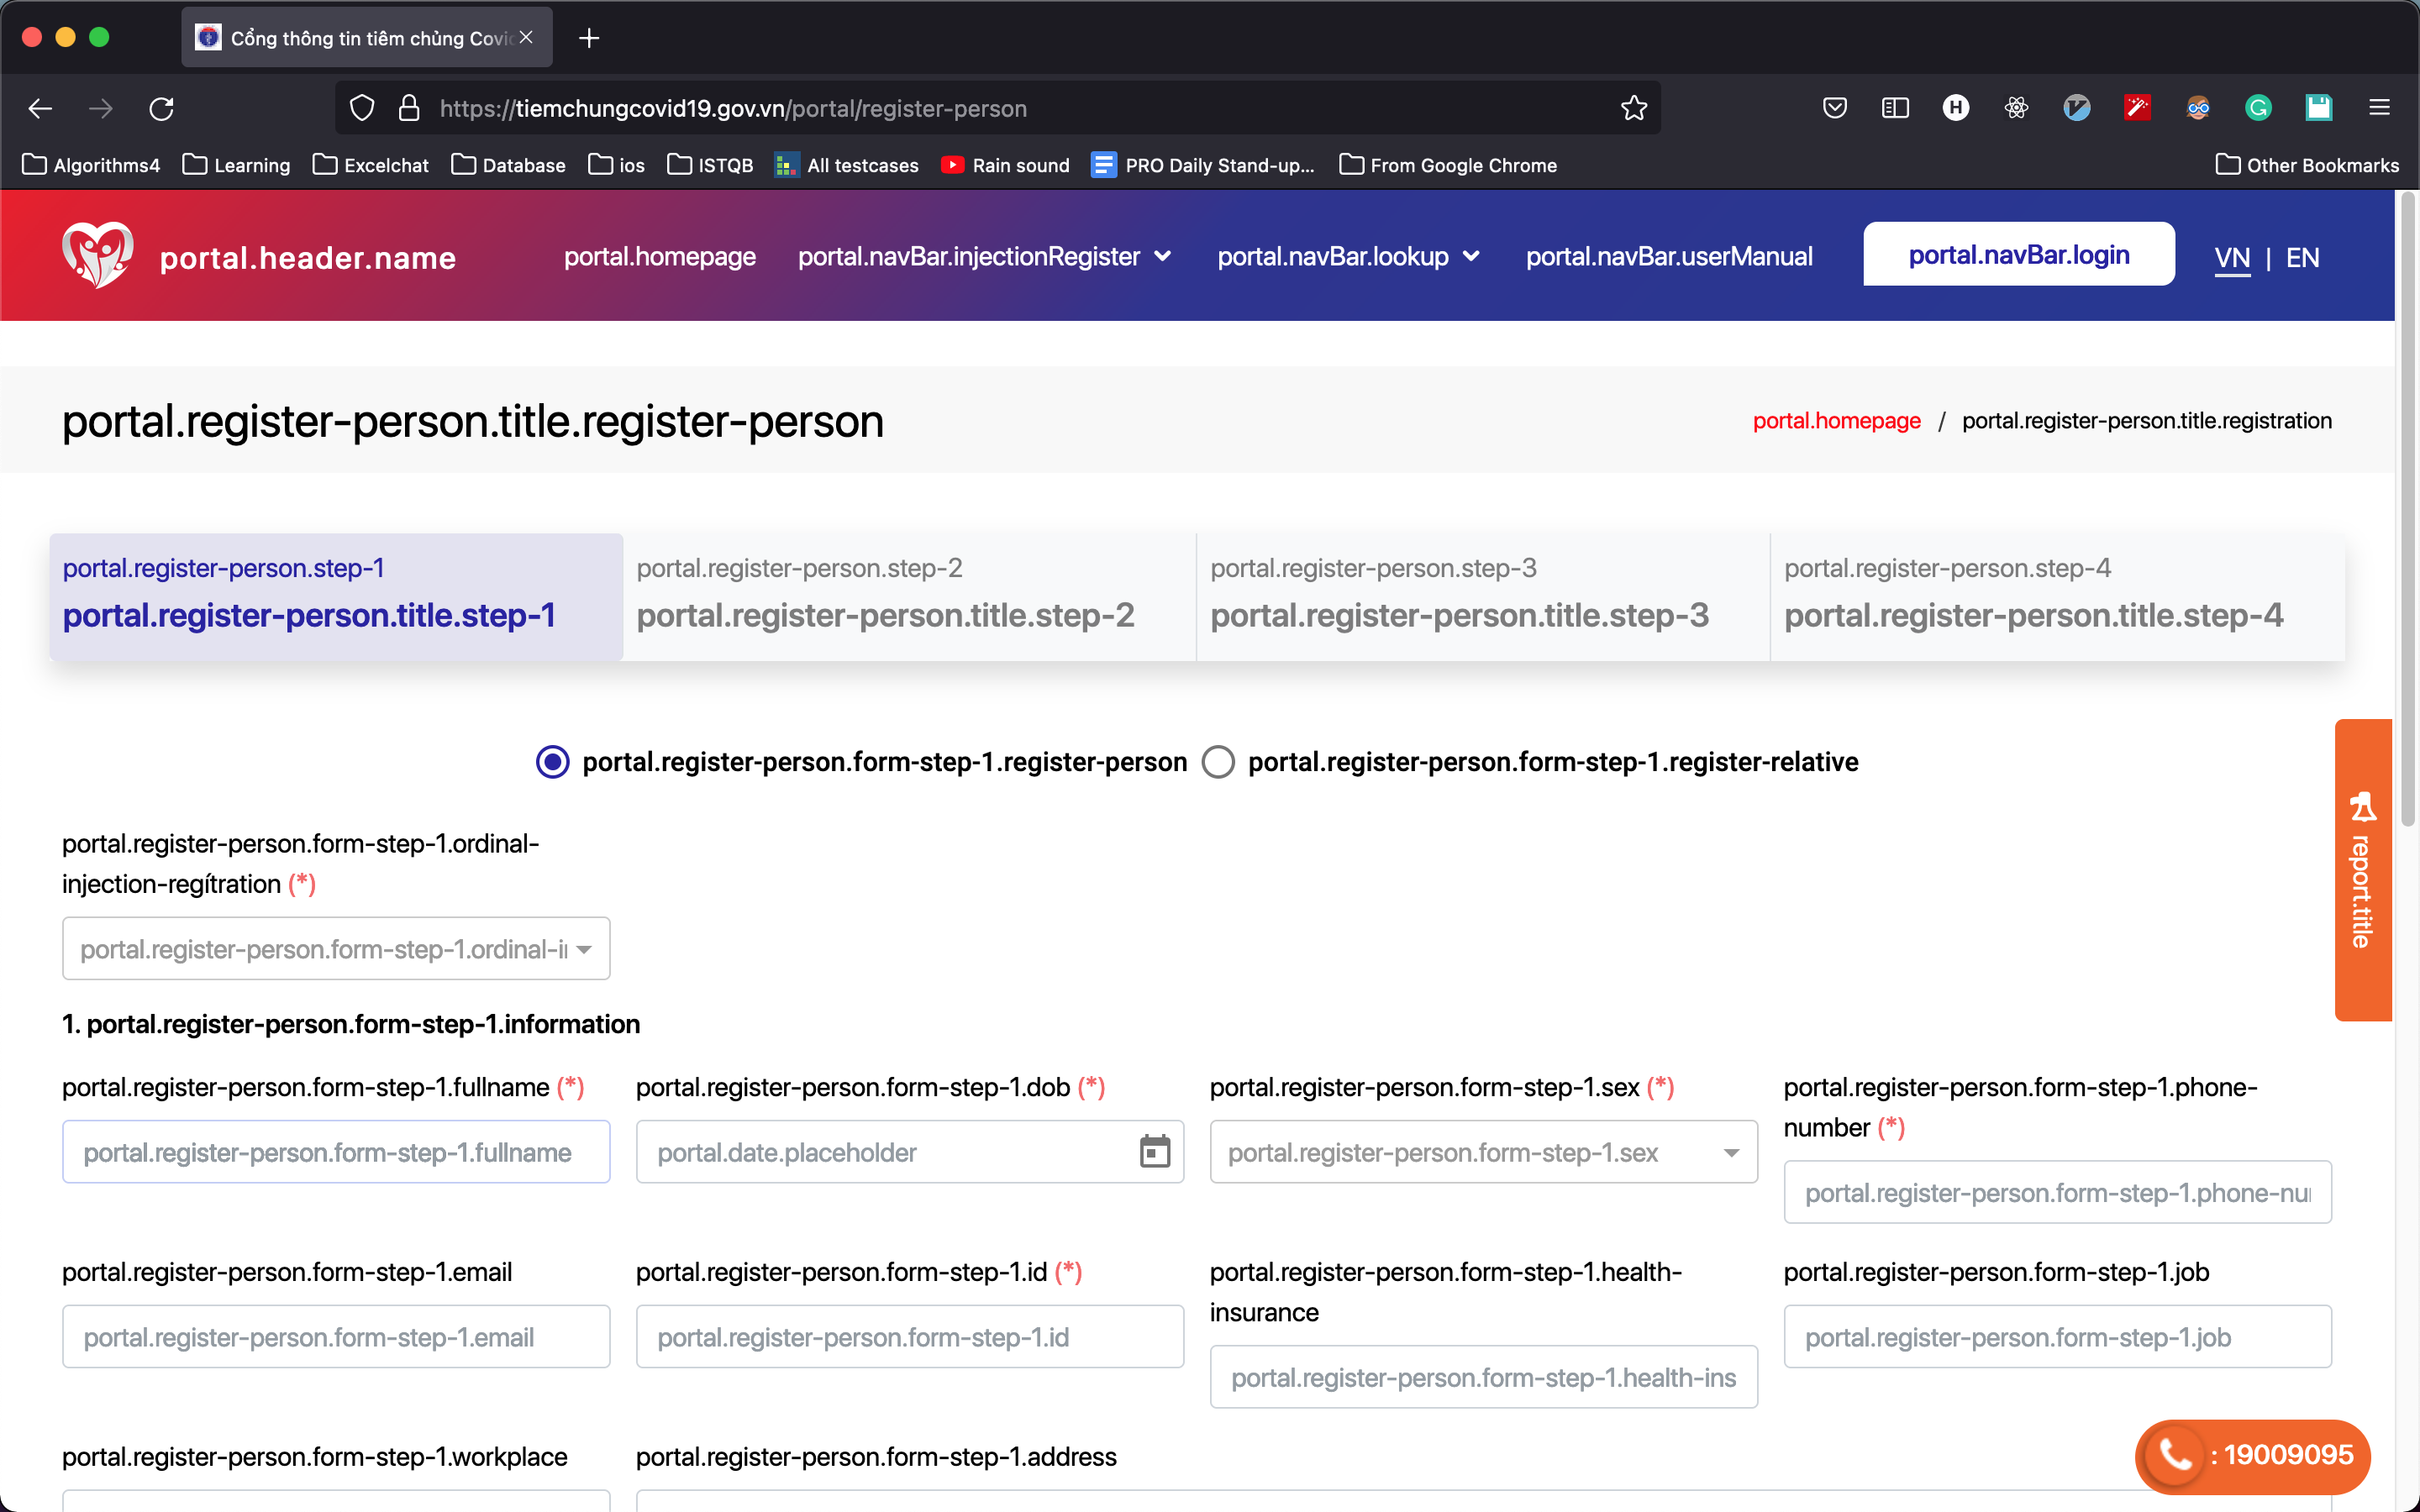 Cổng thông tin tiêm chủng Covi
https://tiemchungcovid19.gov.vn/portal/register-person
Algorithms4 Learning Excelchat Database ios ISTQB All testcases Rain sound PRO Daily Stand-up... From Google Chrome Other Bookmarks
portal.header.name portal.homepage portal.navBar.injectionRegister portal.navBar.lookup portal.navBar.userManual portal.navBar.login VN | EN
portal.register-person.title.register-person portal.homepage / portal.register-person.title.registration
portal.register-person.step-1 portal.register-person.step-2 portal.register-person.step-3 portal.register-person.step-4
portal.register-person.title.step-1 portal.register-person.title.step-2 portal.register-person.title.step-3 portal.register-person.title.step-4
portal.register-person.form-step-1.register-person portal.register-person.form-step-1.register-relative
report.title
portal.register-person.form-step-1.ordinal-
injection-regítration (*)
portal.register-person.form-step-1.ordinal-i
1. portal.register-person.form-step-1.information
portal.register-person.form-step-1.fullname (*) portal.register-person.form-step-1.dob (*) portal.register-person.form-step-1.sex (*) portal.register-person.form-step-1.phone-
number (*)
portal.register-person.form-step-1.fullname portal.date.placeholder portal.register-person.form-step-1.sex portal.register-person.form-step-1.phone-nu
portal.register-person.form-step-1.email portal.register-person.form-step-1.id (*) portal.register-person.form-step-1.health-
insurance portal.register-person.form-step-1.job
portal.register-person.form-step-1.email portal.register-person.form-step-1.id portal.register-person.form-step-1.health-ins portal.register-person.form-step-1.job
portal.register-person.form-step-1.workplace portal.register-person.form-step-1.address
: 19009095